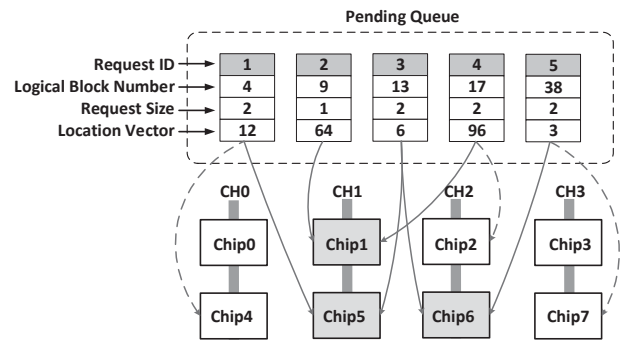 Pending Queue
Request ID 1 2 3 4 5
Logical Block Number 4 9 13 17 38
Request Size 2 1 2 2 2
Location Vector 12 64 6 96 3
CH0 CH1 CH2 CH3
Chip0 Chip1 Chip2 Chip3
Chip4 Chip5 Chip6 Chip7